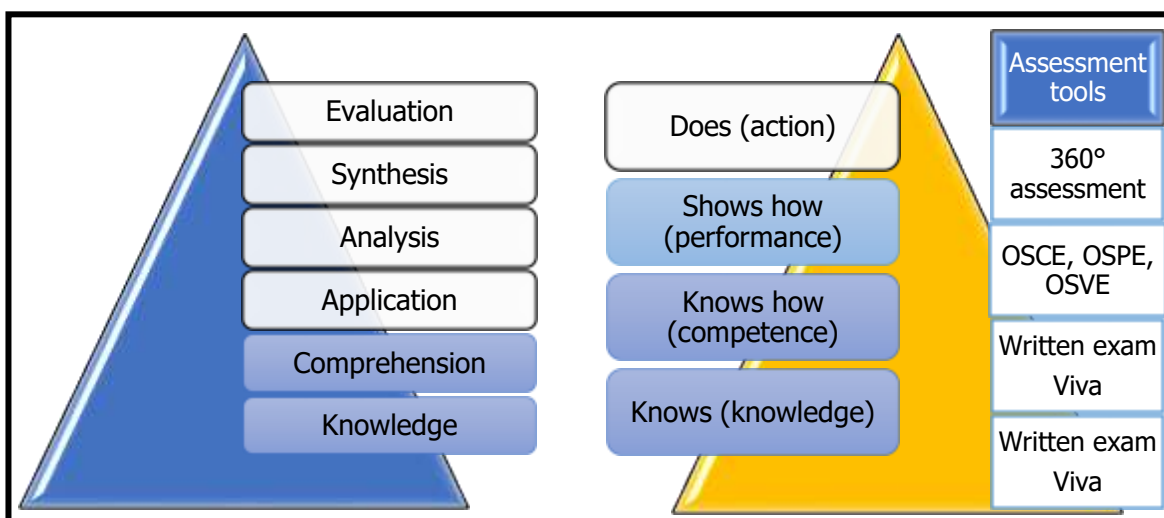 Evaluation
Synthesis
Analysis
Application
Comprehension
Knowledge
Does (action)
Shows how
(performance)
Knows how
(competence)
Knows (knowledge)
Assessment
tools
360°
assessment
OSCE, OSPE,
OSVE
Written exam
Viva
Written exam
Viva